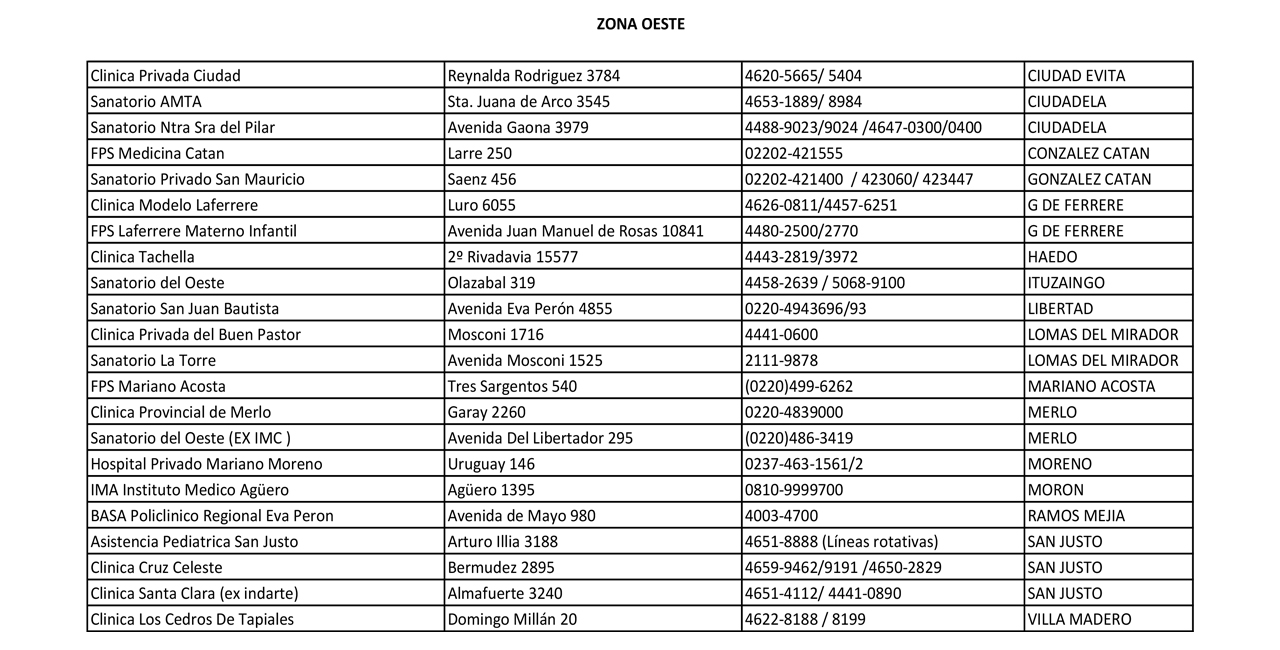 ZONA OESTE
Clinica Privada Ciudad Reynalda Rodriguez 3784 4620-5665/ 5404 CIUDAD EVITA
Sanatorio AMTA Sta. Juana de Arco 3545 4653-1889/ 8984 CIUDADELA
Sanatorio Ntra Sra del Pilar Avenida Gaona 3979 4488-9023/9024 /4647-0300/0400 CIUDADELA
FPS Medicina Catan Larre 250 02202-421555 CONZALEZ CATAN
Sanatorio Privado San Mauricio Saenz 456 02202-421400 / 423060/ 423447 GONZALEZ CATAN
Clinica Modelo Laferrere Luro 6055 4626-0811/4457-6251 G DE FERRERE
FPS Laferrere Materno Infantil Avenida Juan Manuel de Rosas 10841 4480-2500/2770 G DE FERRERE
Clinica Tachella 2º Rivadavia 15577 4443-2819/3972 HAEDO
Sanatorio del Oeste Olazabal 319 4458-2639 / 5068-9100 ITUZAINGO
Sanatorio San Juan Bautista Avenida Eva Perón 4855 0220-4943696/93 LIBERTAD
Clinica Privada del Buen Pastor Mosconi 1716 4441-0600 LOMAS DEL MIRADOR
Sanatorio La Torre Avenida Mosconi 1525 2111-9878 LOMAS DEL MIRADOR
FPS Mariano Acosta Tres Sargentos 540 (0220)499-6262 MARIANO ACOSTA
Clinica Provincial de Merlo Garay 2260 0220-4839000 MERLO
Sanatorio del Oeste (EX IMC ) Avenida Del Libertador 295 (0220)486-3419 MERLO
Hospital Privado Mariano Moreno Uruguay 146 0237-463-1561/2 MORENO
IMA Instituto Medico Agüero Agüero 1395 0810-9999700 MORON
BASA Policlinico Regional Eva Peron Avenida de Mayo 980 4003-4700 RAMOS MEJIA
Asistencia Pediatrica San Justo Arturo Illia 3188 4651-8888 (Líneas rotativas) SAN JUSTO
Clinica Cruz Celeste Bermudez 2895 4659-9462/9191 /4650-2829 SAN JUSTO
Clinica Santa Clara (ex indarte) Almafuerte 3240 4651-4112/ 4441-0890 SAN JUSTO
Clinica Los Cedros De Tapiales Domingo Millán 20 4622-8188 / 8199 VILLA MADERO